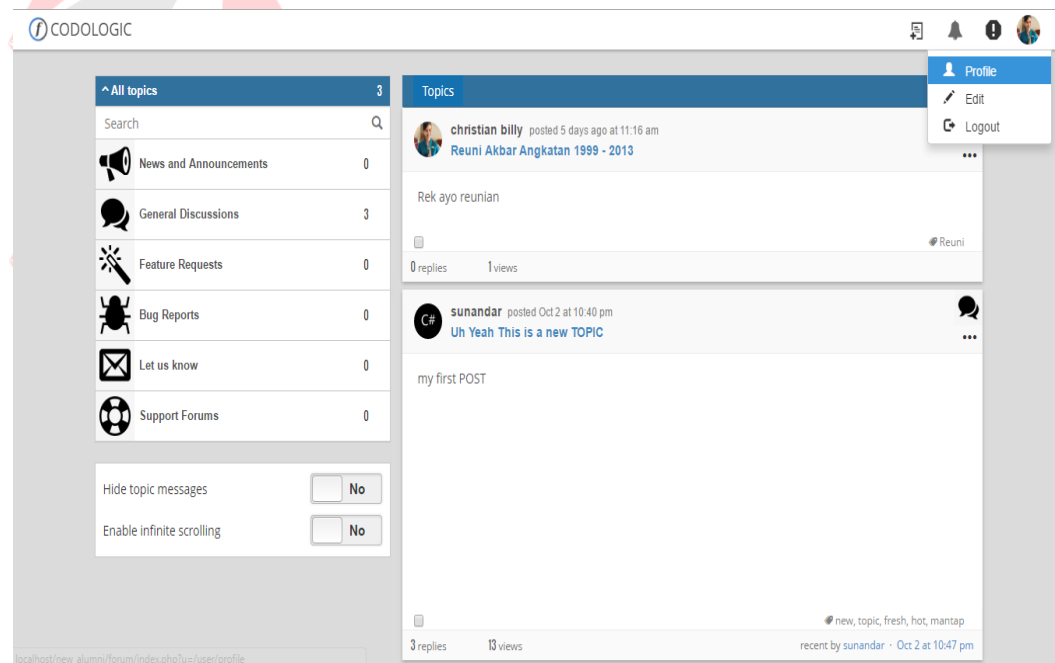 CODOLOGIC
Profile
Edit
Logout
^ All topics 3
Search
News and Announcements 0
General Discussions 3
Feature Requests 0
Bug Reports 0
Let us know 0
Support Forums 0
Hide topic messages No
Enable infinite scrolling No
Topics
christian billy posted 5 days ago at 11:16 am
Reuni Akbar Angkatan 1999 - 2013
Rek ayo reunian
Reuni
0 replies 1 views
C#
sunandar posted Oct 2 at 10:40 pm
Uh Yeah This is a new TOPIC
my first POST
new, topic, fresh, hot, mantap
3 replies 13 views
recent by sunandar · Oct 2 at 10:47 pm
localhost/new_alumni/forum/index.php?u=/user/profile